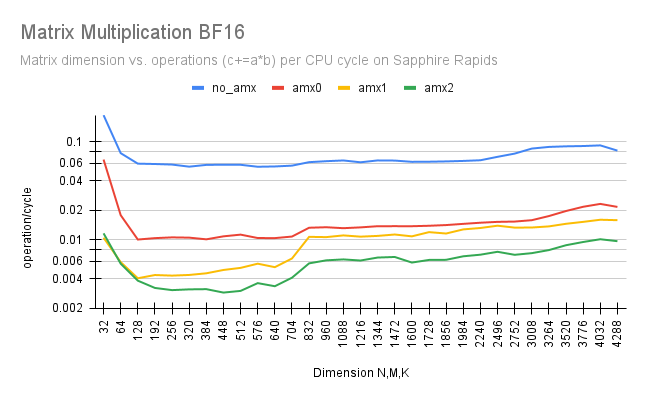 Matrix Multiplication BF16
Matrix dimension vs. operations (c+=a*b) per CPU cycle on Sapphire Rapids
no_amx amx0 amx1 amx2
operation/cycle
0.1
0.06
0.04
0.02
0.01
0.006
0.004
0.002
32 64 128 192 256 320 384 448 512 576 640 704 832 960 1088 1216 1344 1472 1600 1728 1856 1984 2240 2496 2752 3008 3264 3520 3776 4032 4288
Dimension N,M,K